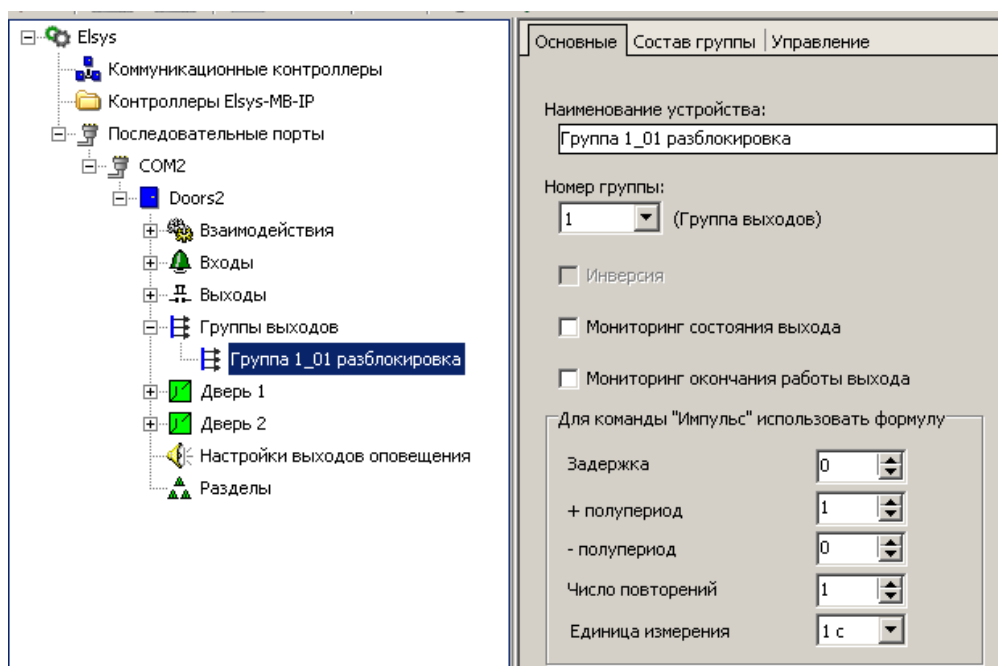 Elsys
Коммуникационные контроллеры
Контроллеры Elsys-MB-IP
Последовательные порты
COM2
Doors2
Взаимодействия
Входы
Выходы
Группы выходов
Группа 1_01 разблокировка
Дверь 1
Дверь 2
Настройки выходов оповещения
Разделы
Основные Состав группы Управление
Наименование устройства:
Группа 1_01 разблокировка
Номер группы:
1 (Группа выходов)
Инверсия
Мониторинг состояния выхода
Мониторинг окончания работы выхода
Для команды "Импульс" использовать формулу
Задержка 0
+ полупериод 1
- полупериод 0
Число повторений 1
Единица измерения 1 с